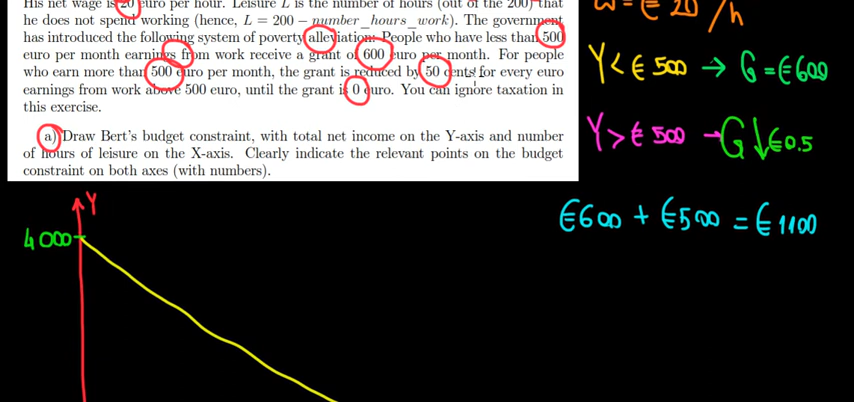 His net wage is 20 euro per hour. Leisure L is the number of hours (out of the 200) that
he does not spend working (hence, L = 200 − number_hours_work). The government
has introduced the following system of poverty alleviation: People who have less than 500
euro per month earnings from work receive a grant of 600 euro per month. For people
who earn more than 500 euro per month, the grant is reduced by 50 cents for every euro
earnings from work above 500 euro, until the grant is 0 euro. You can ignore taxation in
this exercise.
a) Draw Bert's budget constraint, with total net income on the Y-axis and number
of hours of leisure on the X-axis. Clearly indicate the relevant points on the budget
constraint on both axes (with numbers).
w = € 20 /h
Y < € 500 → G = €600
Y > € 500 → G ↓ €0.5
€600 + €500 = € 1100
Y
4000